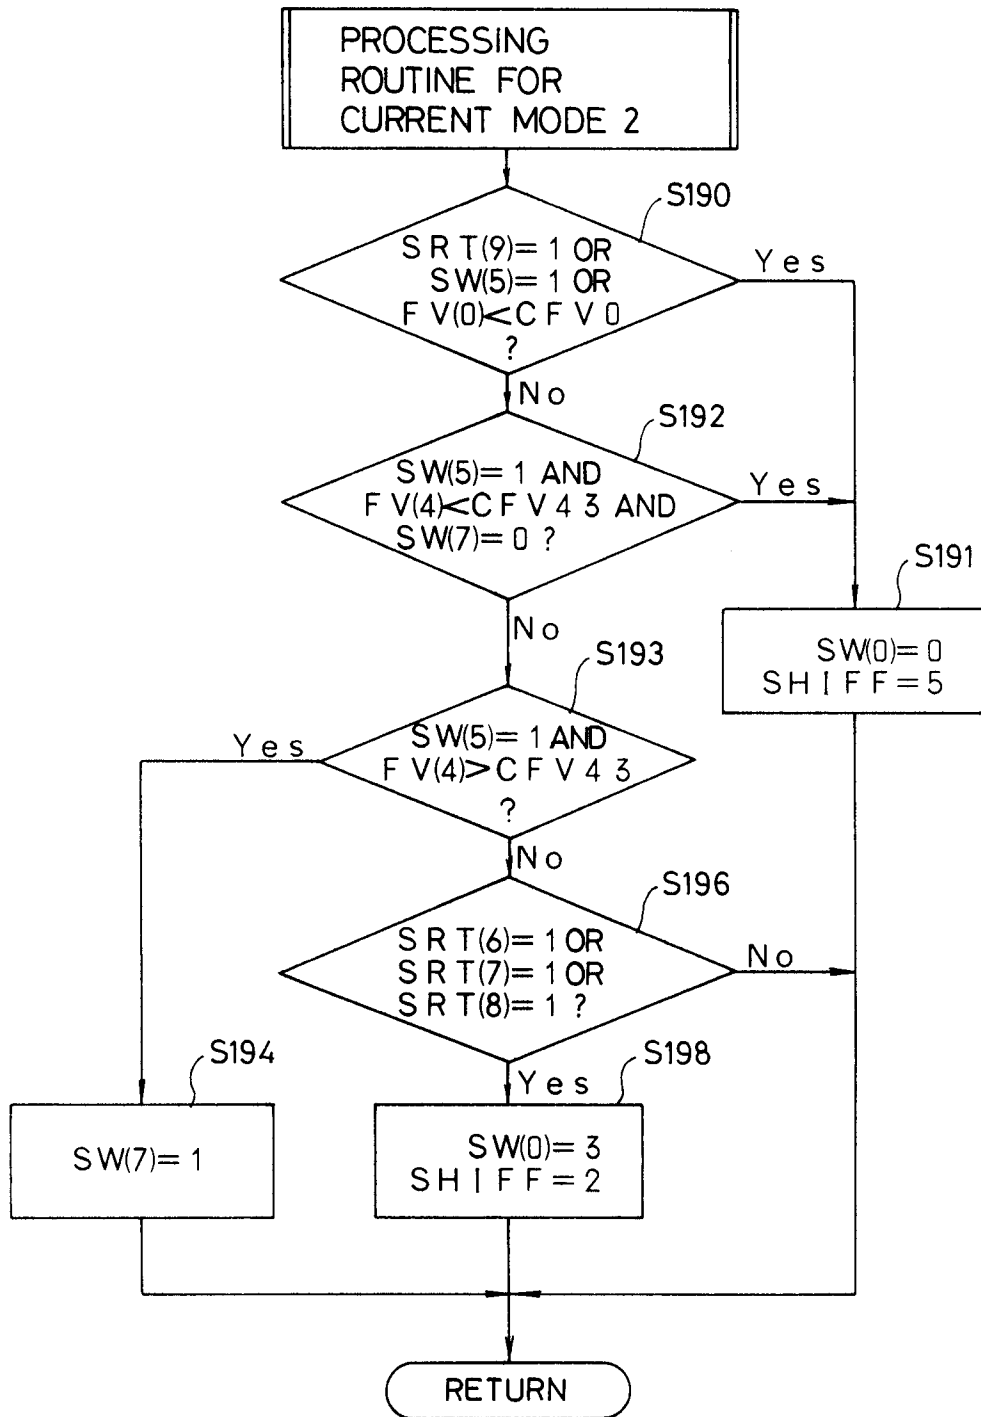 PROCESSING
ROUTINE FOR
CURRENT MODE 2
S190
SRT(9)=1 OR
SW(5)=1 OR
FV(0)<CFV0
?
Yes
No
S192
SW(5)=1 AND
FV(4)<CFV43 AND
SW(7)=0 ?
Yes
No
S191
SW(0)=0
SHIFF=5
S193
SW(5)=1 AND
FV(4)>CFV43
?
Yes
No
S196
SRT(6)=1 OR
SRT(7)=1 OR
SRT(8)=1 ?
No
Yes
S194
SW(7)=1
S198
SW(0)=3
SHIFF=2
RETURN